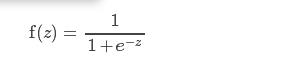 f(z) = 1 / (1+e^{-z})